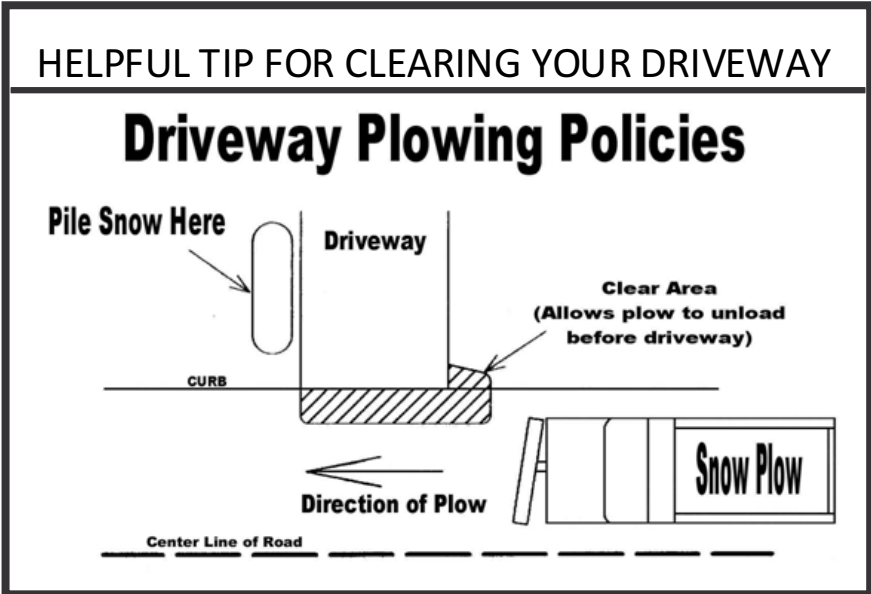 HELPFUL TIP FOR CLEARING YOUR DRIVEWAY
Driveway Plowing Policies
Pile Snow Here
Driveway
Clear Area
(Allows plow to unload
before driveway)
CURB
Snow Plow
Direction of Plow
Center Line of Road